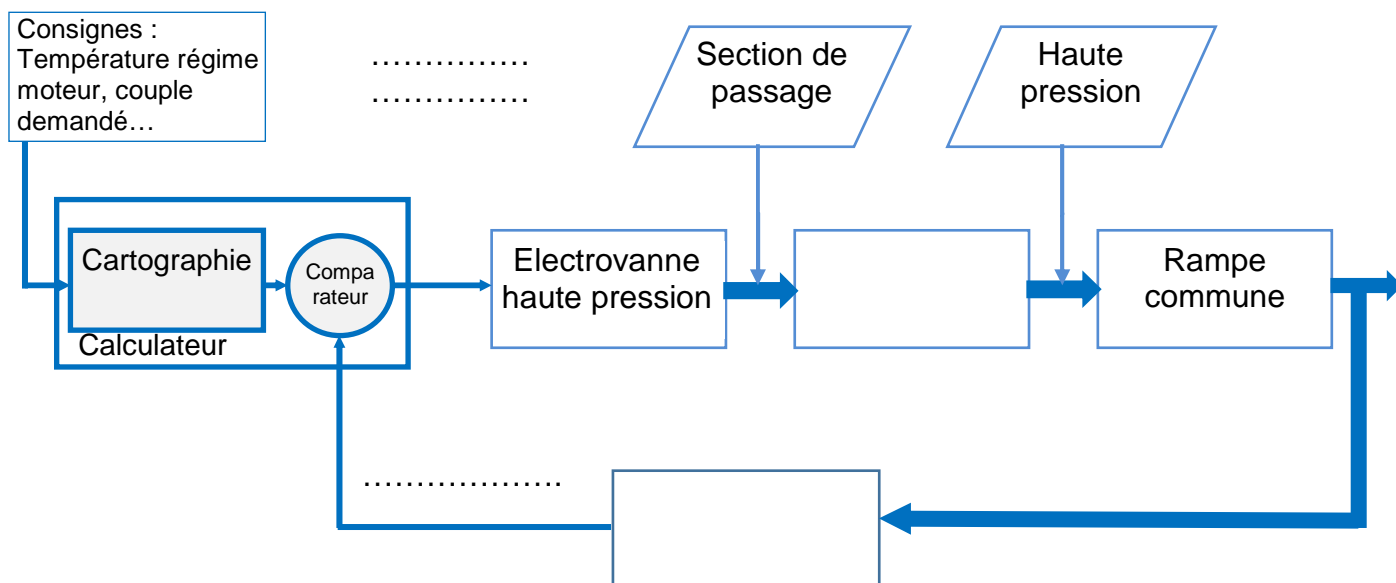 Consignes :
Température régime
moteur, couple
demandé…
……………
……………
Section de
passage
Haute
pression
Cartographie
Compa
rateur
Calculateur
Electrovanne
haute pression
Rampe
commune
……………….